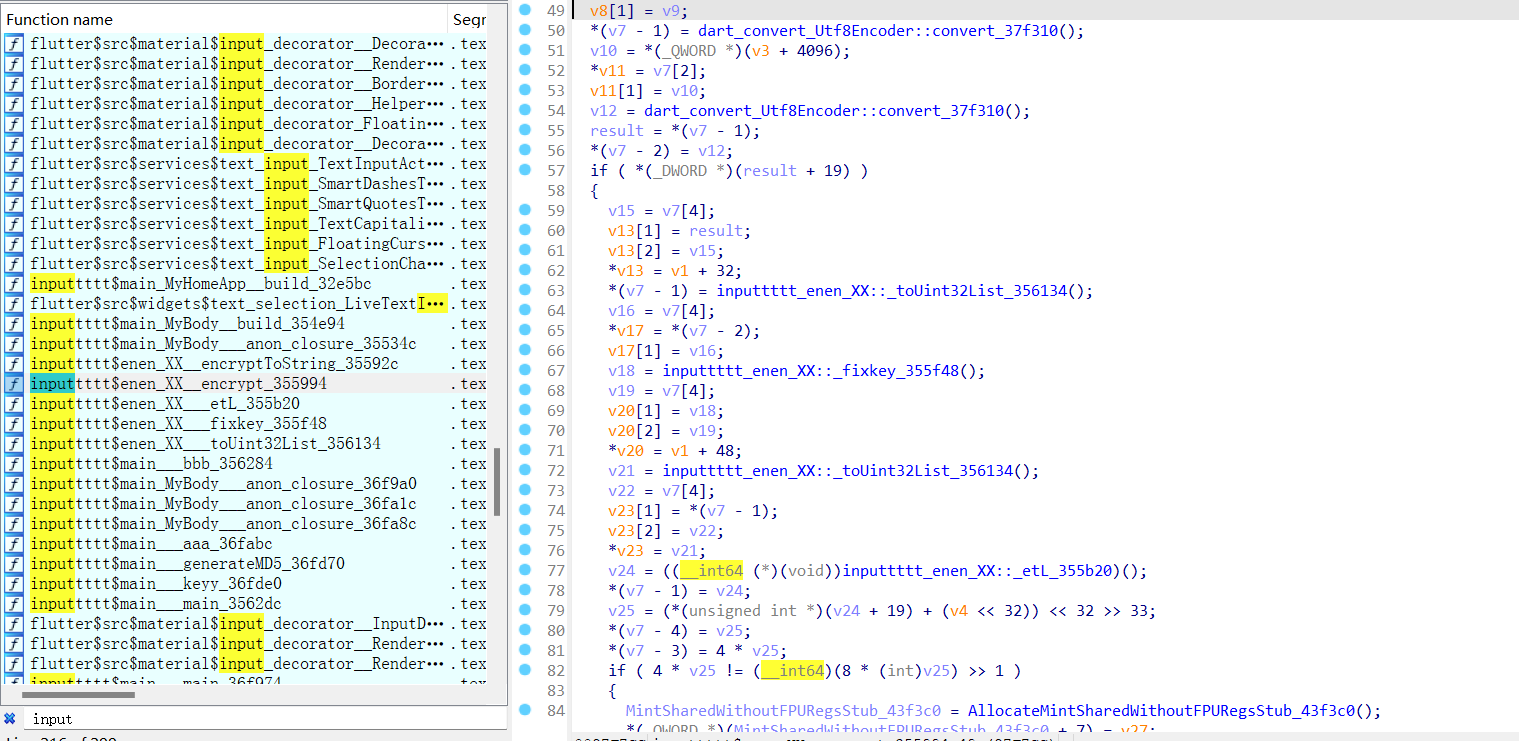 Function name
Segr
flutter$src$material$input_decorator__Decora··· .tex
flutter$src$material$input_decorator__Render··· .tex
flutter$src$material$input_decorator__Border··· .tex
flutter$src$material$input_decorator__Helper··· .tex
flutter$src$material$input_decorator_Floatin··· .tex
flutter$src$material$input_decorator__Decora··· .tex
flutter$src$services$text_input_TextInputAct··· .tex
flutter$src$services$text_input_SmartDashesT··· .tex
flutter$src$services$text_input_SmartQuotesT··· .tex
flutter$src$services$text_input_TextCapitali··· .tex
flutter$src$services$text_input_FloatingCurs··· .tex
flutter$src$services$text_input_SelectionCha··· .tex
inputtttt$main_MyHomeApp__build_32e5bc .tex
flutter$src$widgets$text_selection_LiveTextI··· .tex
inputtttt$main_MyBody__build_354e94 .tex
inputtttt$main_MyBody___anon_closure_35534c .tex
inputtttt$enen_XX__encryptToString_35592c .tex
inputtttt$enen_XX__encrypt_355994 .tex
inputtttt$enen_XX___etL_355b20 .tex
inputtttt$enen_XX___fixkey_355f48 .tex
inputtttt$enen_XX___toUint32List_356134 .tex
inputtttt$main___bbb_356284 .tex
inputtttt$main_MyBody___anon_closure_36f9a0 .tex
inputtttt$main_MyBody___anon_closure_36fa1c .tex
inputtttt$main_MyBody___anon_closure_36fa8c .tex
inputtttt$main___aaa_36fabc .tex
inputtttt$main___generateMD5_36fd70 .tex
inputtttt$main___keyy_36fde0 .tex
inputtttt$main___main_3562dc .tex
flutter$src$material$input_decorator__InputD··· .tex
flutter$src$material$input_decorator__Render··· .tex
flutter$src$material$input_decorator__Render··· .tex
inputtttt$main___main_36f974 .tex
input
49 v8[1] = v9;
50 *(v7 - 1) = dart_convert_Utf8Encoder::convert_37f310();
51 v10 = *(_QWORD *)(v3 + 4096);
52 *v11 = v7[2];
53 v11[1] = v10;
54 v12 = dart_convert_Utf8Encoder::convert_37f310();
55 result = *(v7 - 1);
56 *(v7 - 2) = v12;
57 if ( *(_DWORD *)(result + 19) )
58 {
59 v15 = v7[4];
60 v13[1] = result;
61 v13[2] = v15;
62 *v13 = v1 + 32;
63 *(v7 - 1) = inputtttt_enen_XX::_toUint32List_356134();
64 v16 = v7[4];
65 *v17 = *(v7 - 2);
66 v17[1] = v16;
67 v18 = inputtttt_enen_XX::_fixkey_355f48();
68 v19 = v7[4];
69 v20[1] = v18;
70 v20[2] = v19;
71 *v20 = v1 + 48;
72 v21 = inputtttt_enen_XX::_toUint32List_356134();
73 v22 = v7[4];
74 v23[1] = *(v7 - 1);
75 v23[2] = v22;
76 *v23 = v21;
77 v24 = ((__int64 (*)(void))inputtttt_enen_XX::_etL_355b20)();
78 *(v7 - 1) = v24;
79 v25 = (*(unsigned int *)(v24 + 19) + (v4 << 32)) << 32 >> 33;
80 *(v7 - 4) = v25;
81 *(v7 - 3) = 4 * v25;
82 if ( 4 * v25 != (__int64)(8 * (int)v25) >> 1 )
83 {
84 MintSharedWithoutFPURegsStub_43f3c0 = AllocateMintSharedWithoutFPURegsStub_43f3c0();
*(_QWORD *)(MintSharedWithoutFPURegsStub_43f3c0 + 7) = v27;